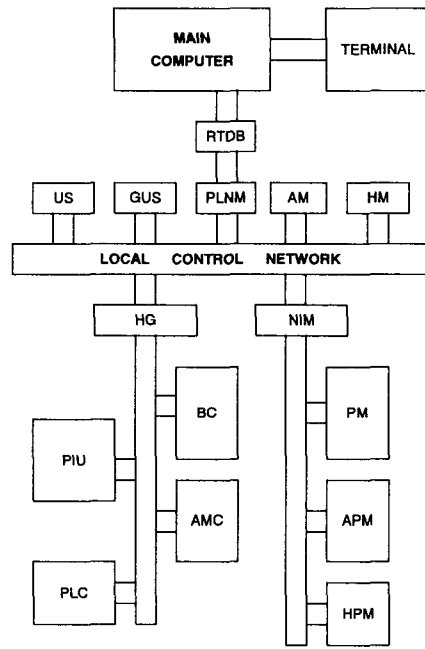 MAIN
COMPUTER
TERMINAL
RTDB
US GUS PLNM AM HM
LOCAL CONTROL NETWORK
HG NIM
BC PM
PIU
AMC APM
PLC HPM